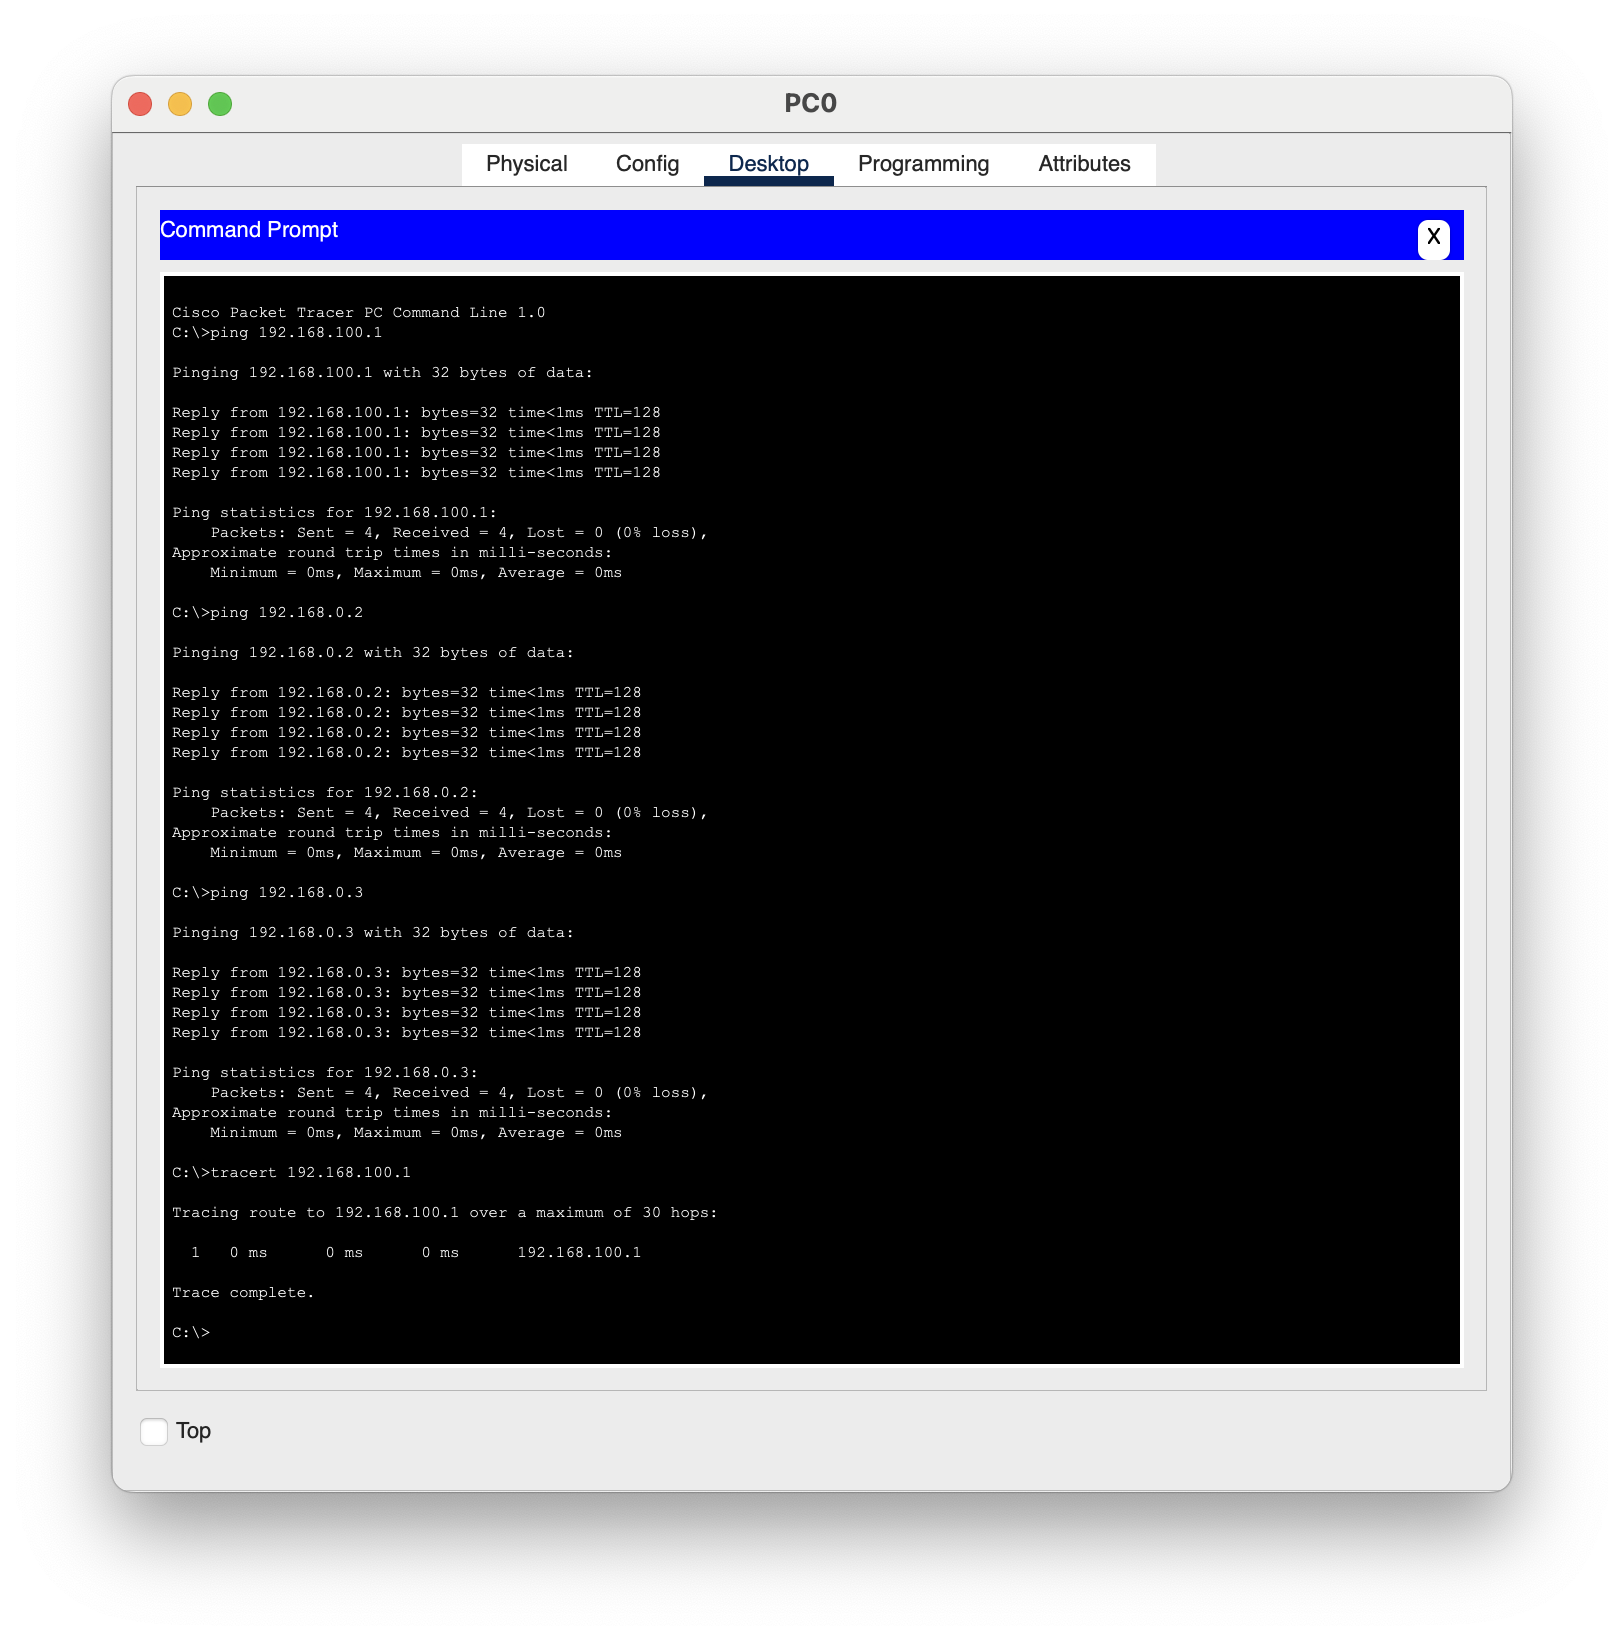 PC0
Physical Config Desktop Programming Attributes
Command Prompt
X
Cisco Packet Tracer PC Command Line 1.0
C:\>ping 192.168.100.1
Pinging 192.168.100.1 with 32 bytes of data:
Reply from 192.168.100.1: bytes=32 time<1ms TTL=128
Reply from 192.168.100.1: bytes=32 time<1ms TTL=128
Reply from 192.168.100.1: bytes=32 time<1ms TTL=128
Reply from 192.168.100.1: bytes=32 time<1ms TTL=128
Ping statistics for 192.168.100.1:
    Packets: Sent = 4, Received = 4, Lost = 0 (0% loss),
Approximate round trip times in milli-seconds:
    Minimum = 0ms, Maximum = 0ms, Average = 0ms
C:\>ping 192.168.0.2
Pinging 192.168.0.2 with 32 bytes of data:
Reply from 192.168.0.2: bytes=32 time<1ms TTL=128
Reply from 192.168.0.2: bytes=32 time<1ms TTL=128
Reply from 192.168.0.2: bytes=32 time<1ms TTL=128
Reply from 192.168.0.2: bytes=32 time<1ms TTL=128
Ping statistics for 192.168.0.2:
    Packets: Sent = 4, Received = 4, Lost = 0 (0% loss),
Approximate round trip times in milli-seconds:
    Minimum = 0ms, Maximum = 0ms, Average = 0ms
C:\>ping 192.168.0.3
Pinging 192.168.0.3 with 32 bytes of data:
Reply from 192.168.0.3: bytes=32 time<1ms TTL=128
Reply from 192.168.0.3: bytes=32 time<1ms TTL=128
Reply from 192.168.0.3: bytes=32 time<1ms TTL=128
Reply from 192.168.0.3: bytes=32 time<1ms TTL=128
Ping statistics for 192.168.0.3:
    Packets: Sent = 4, Received = 4, Lost = 0 (0% loss),
Approximate round trip times in milli-seconds:
    Minimum = 0ms, Maximum = 0ms, Average = 0ms
C:\>tracert 192.168.100.1
Tracing route to 192.168.100.1 over a maximum of 30 hops:
  1   0 ms      0 ms      0 ms      192.168.100.1
Trace complete.
C:\>
Top